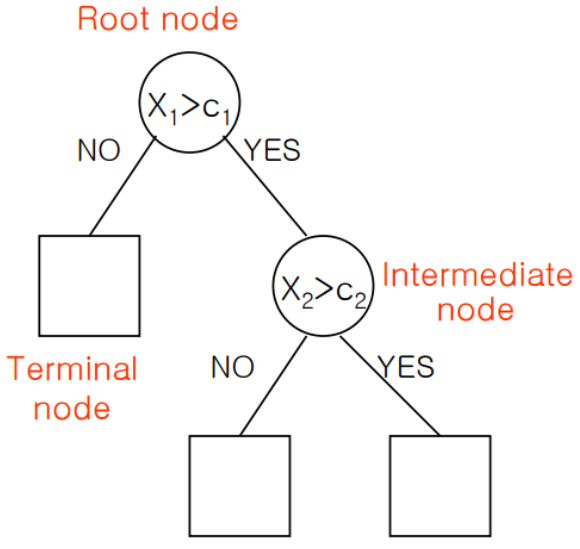 Root node
X₁>c₁
NO
YES
X₂>c₂
Intermediate
node
Terminal
node
NO
YES